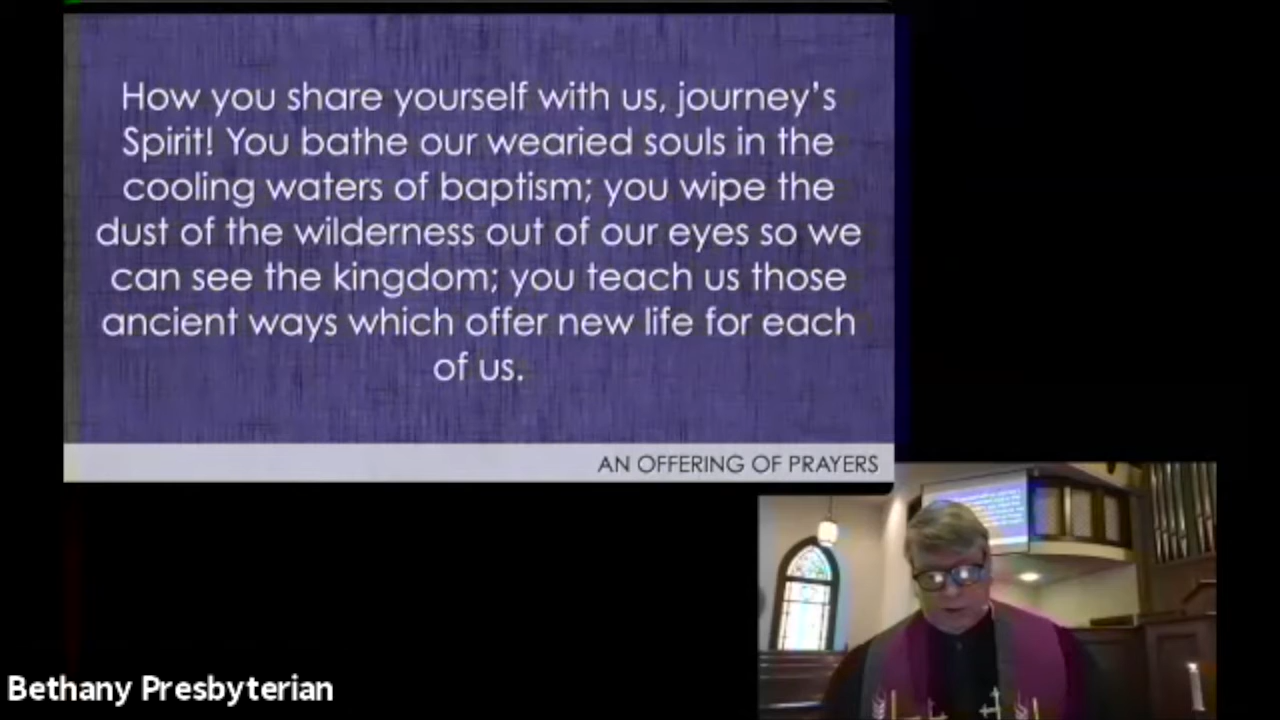 How you share yourself with us, journey's
Spirit! You bathe our wearied souls in the
cooling waters of baptism; you wipe the
dust of the wilderness out of our eyes so we
can see the kingdom; you teach us those
ancient ways which offer new life for each
of us.
AN OFFERING OF PRAYERS
Bethany Presbyterian